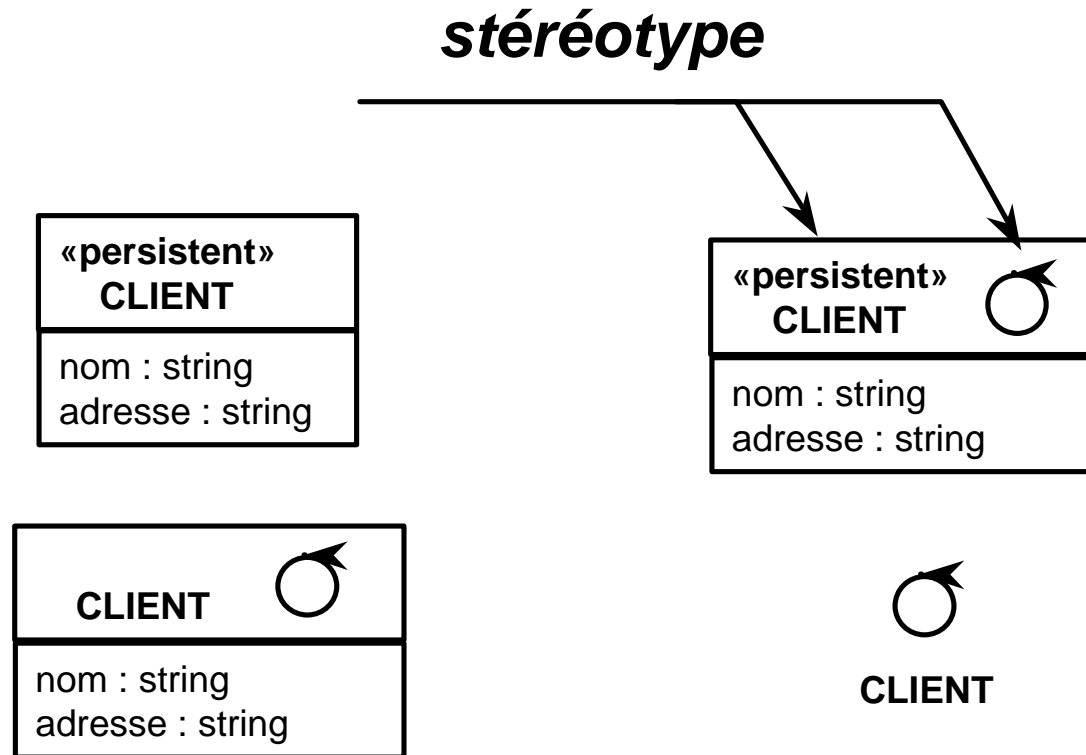 stéréotype
«persistent»
CLIENT
nom : string
adresse : string
«persistent»
CLIENT
nom : string
adresse : string
CLIENT
nom : string
adresse : string
CLIENT